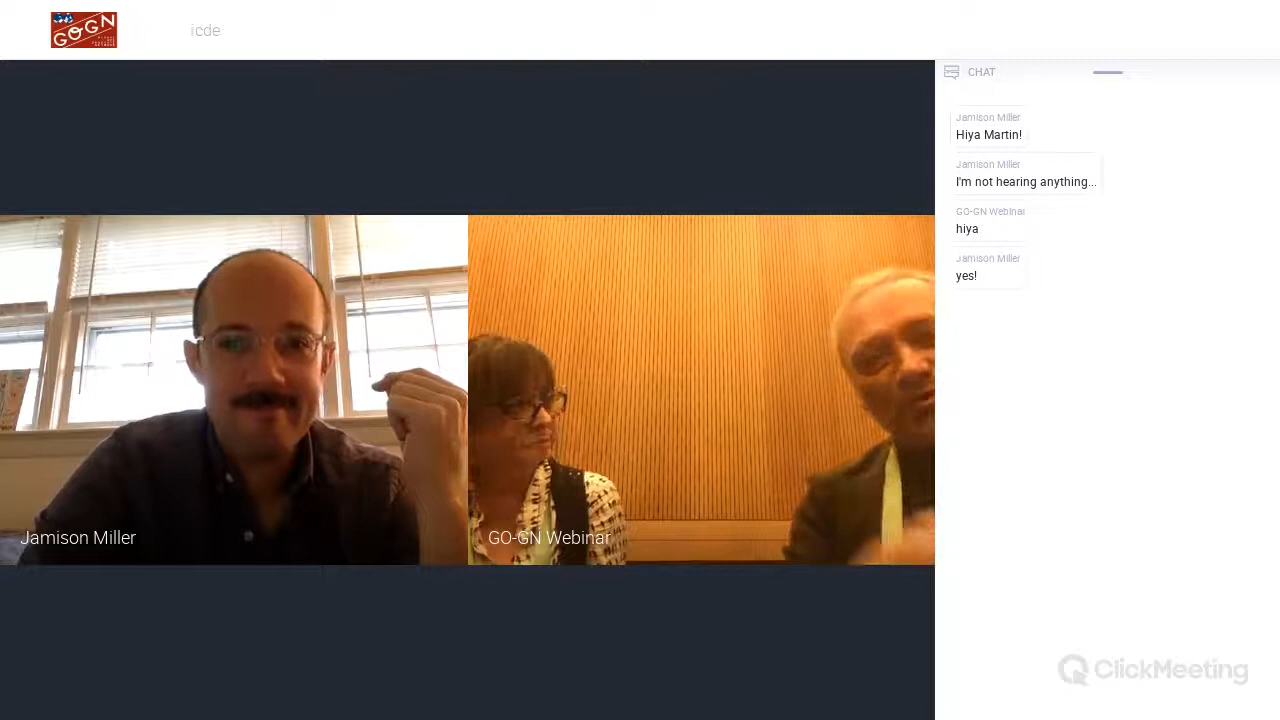 GO-GN
icde
CHAT
Jamison Miller
Hiya Martin!
Jamison Miller
I'm not hearing anything...
GO-GN Webinar
hiya
Jamison Miller
yes!
Jamison Miller
GO-GN Webinar
ClickMeeting